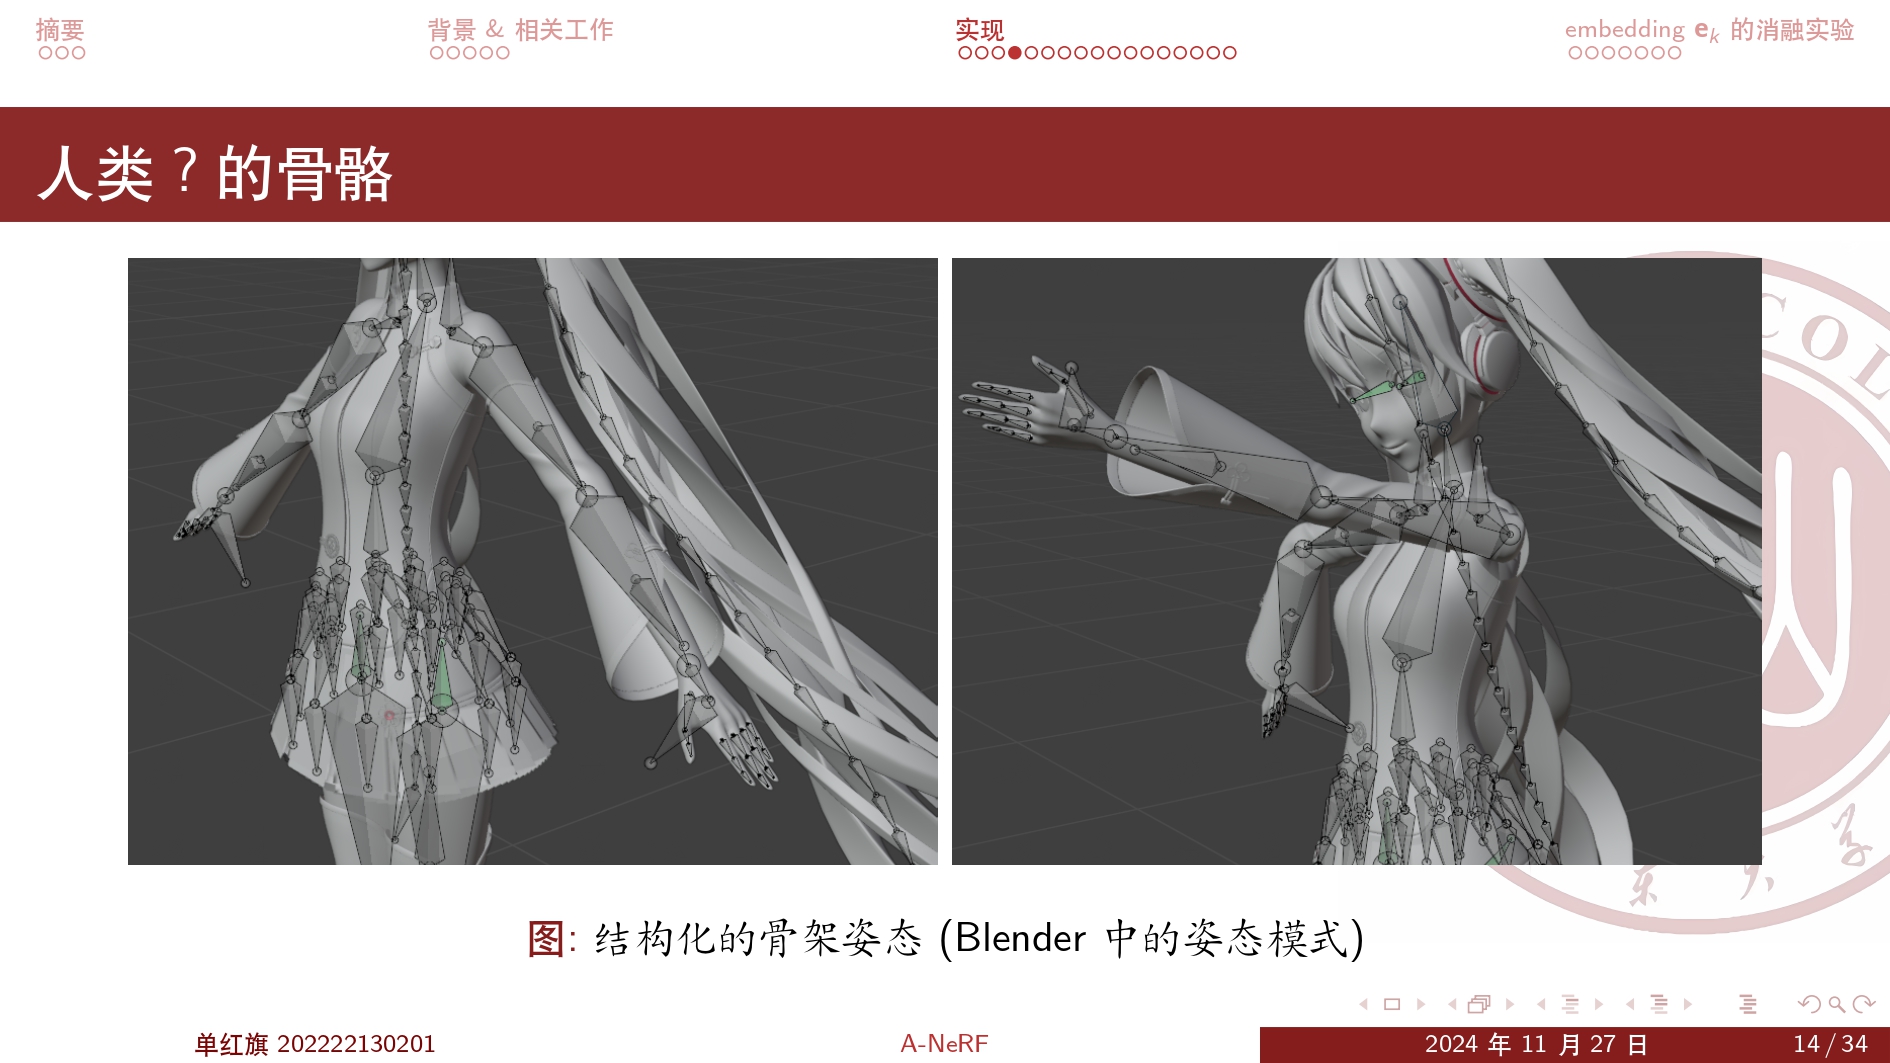 摘要
背景 & 相关工作
实现
embedding e_k 的消融实验
人类？的骨骼
COL
图: 结构化的骨架姿态 (Blender 中的姿态模式)
单红旗 202222130201
A-NeRF
2024 年 11 月 27 日
14 / 34